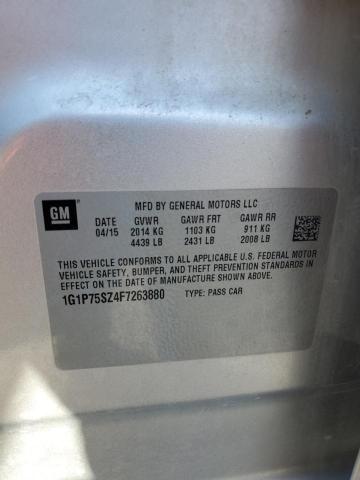 GM
MFD BY GENERAL MOTORS LLC
DATE GVWR GAWR FRT GAWR RR
04/15 2014 KG 1103 KG 911 KG
4439 LB 2431 LB 2008 LB
THIS VEHICLE CONFORMS TO ALL APPLICABLE U.S. FEDERAL MOTOR
VEHICLE SAFETY, BUMPER, AND THEFT PREVENTION STANDARDS
IN EFFECT ON THE DATE OF MANUFACTURE SHOWN ABOVE.
1G1P75SZ4F7263880 TYPE: PASS CAR